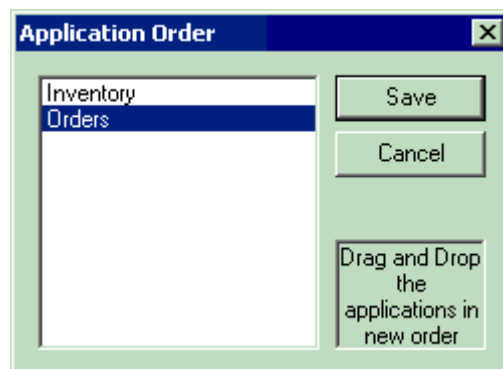 Application Order
Inventory
Orders
Save
Cancel
Drag and Drop
the
applications in
new order